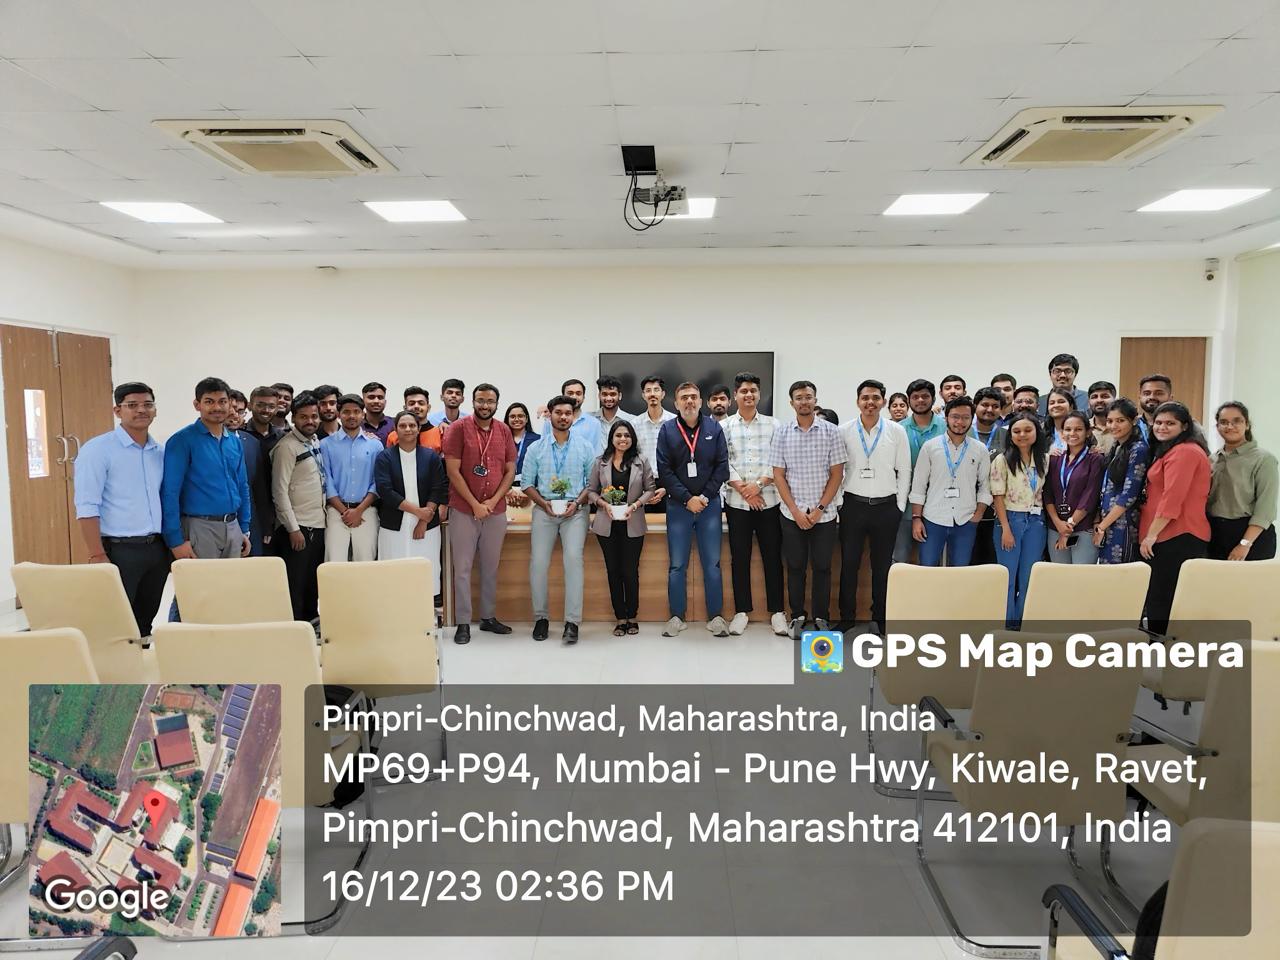 GPS Map Camera
Pimpri-Chinchwad, Maharashtra, India
MP69+P94, Mumbai - Pune Hwy, Kiwale, Ravet,
Pimpri-Chinchwad, Maharashtra 412101, India
16/12/23 02:36 PM
Google